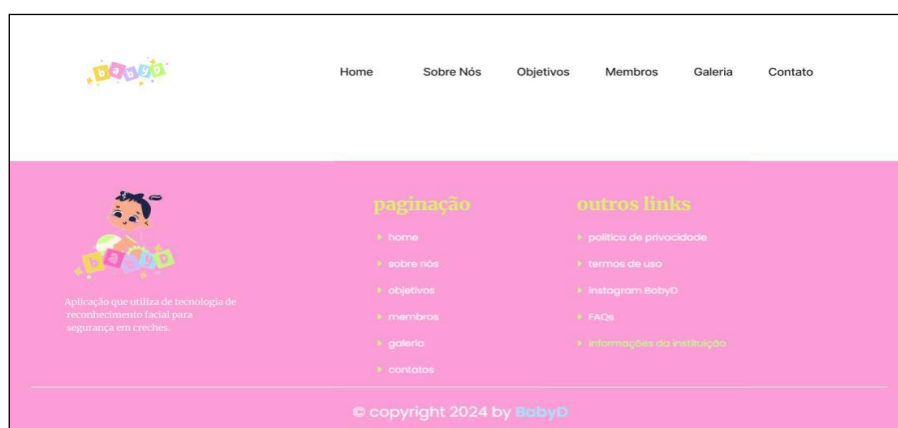 babyD
Home Sobre Nós Objetivos Membros Galeria Contato
babyD
Aplicação que utiliza de tecnologia de
reconhecimento facial para
segurança em creches.
paginação
home
sobre nós
objetivos
membros
galeria
contatos
outros links
política de privacidade
termos de uso
instagram BabyD
FAQs
informações da instituição
© copyright 2024 by BabyD